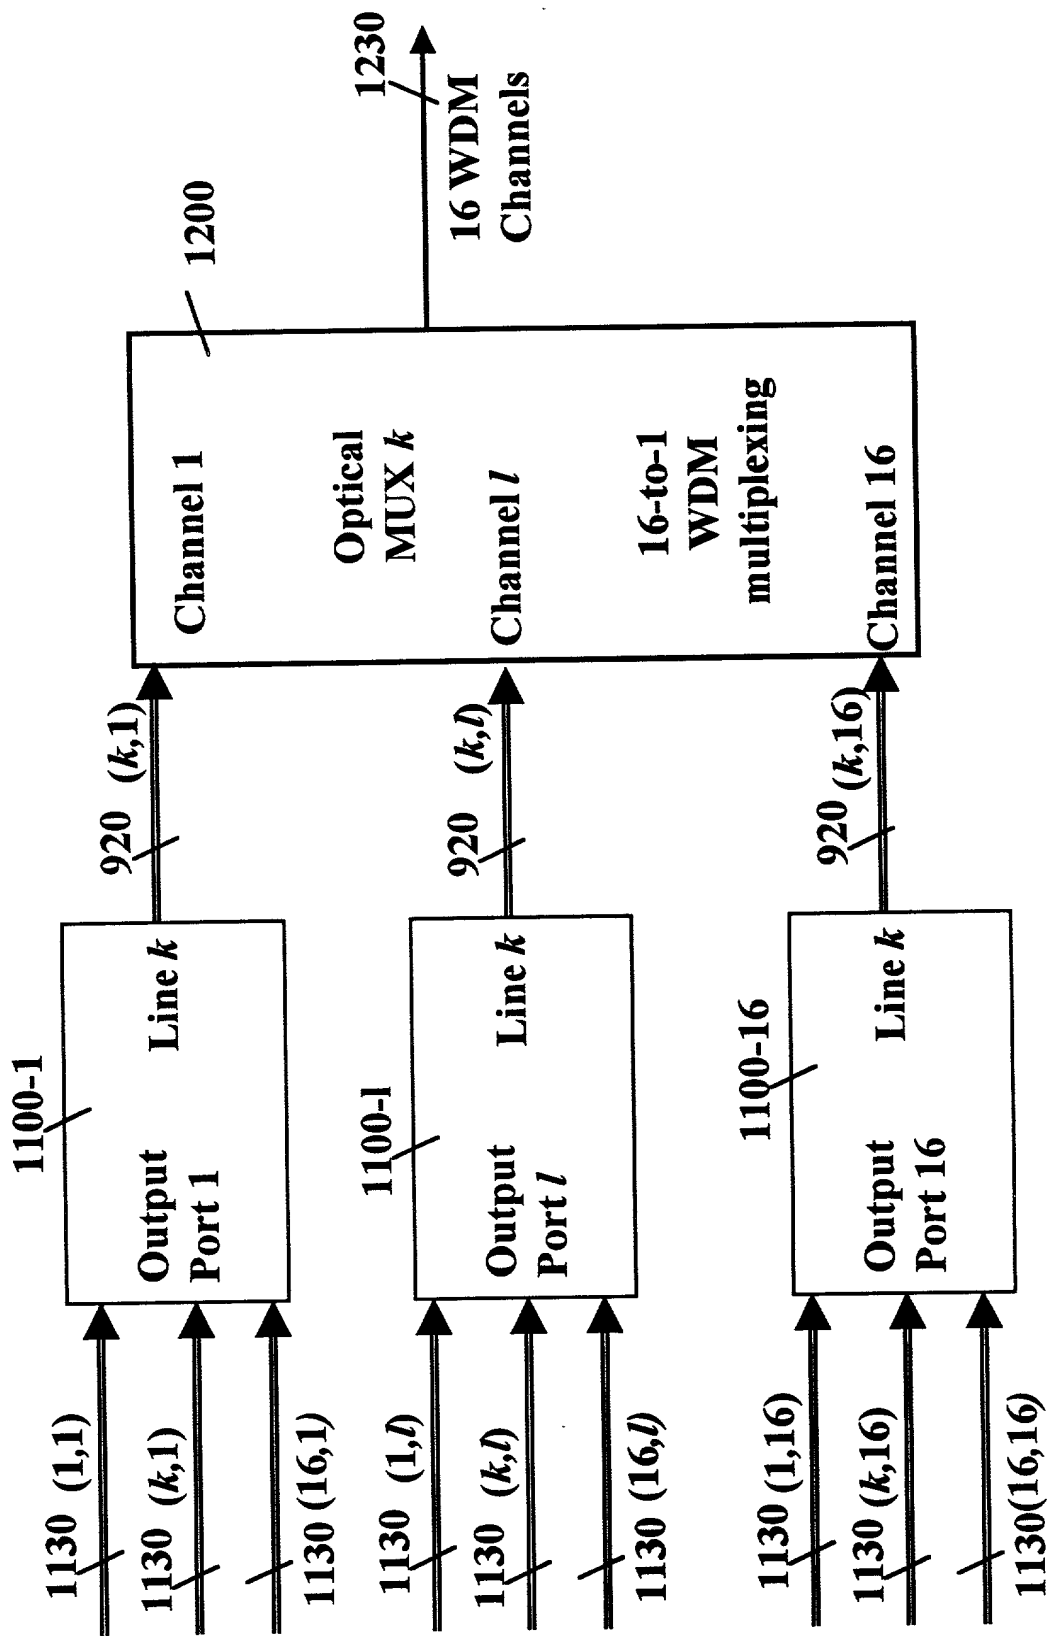 1130 (1,1)
1130 (k,1)
1130 (16,1)
1100-1
Output
Port 1
Line k
920 (k,1)
1130 (1,l)
1130 (k,l)
1130 (16,l)
1100-l
Output
Port l
Line k
920 (k,l)
1130 (1,16)
1130 (k,16)
1130(16,16)
1100-16
Output
Port 16
Line k
920 (k,16)
1200
Channel 1
Optical
MUX k
Channel l
16-to-1
WDM
multiplexing
Channel 16
1230
16 WDM
Channels